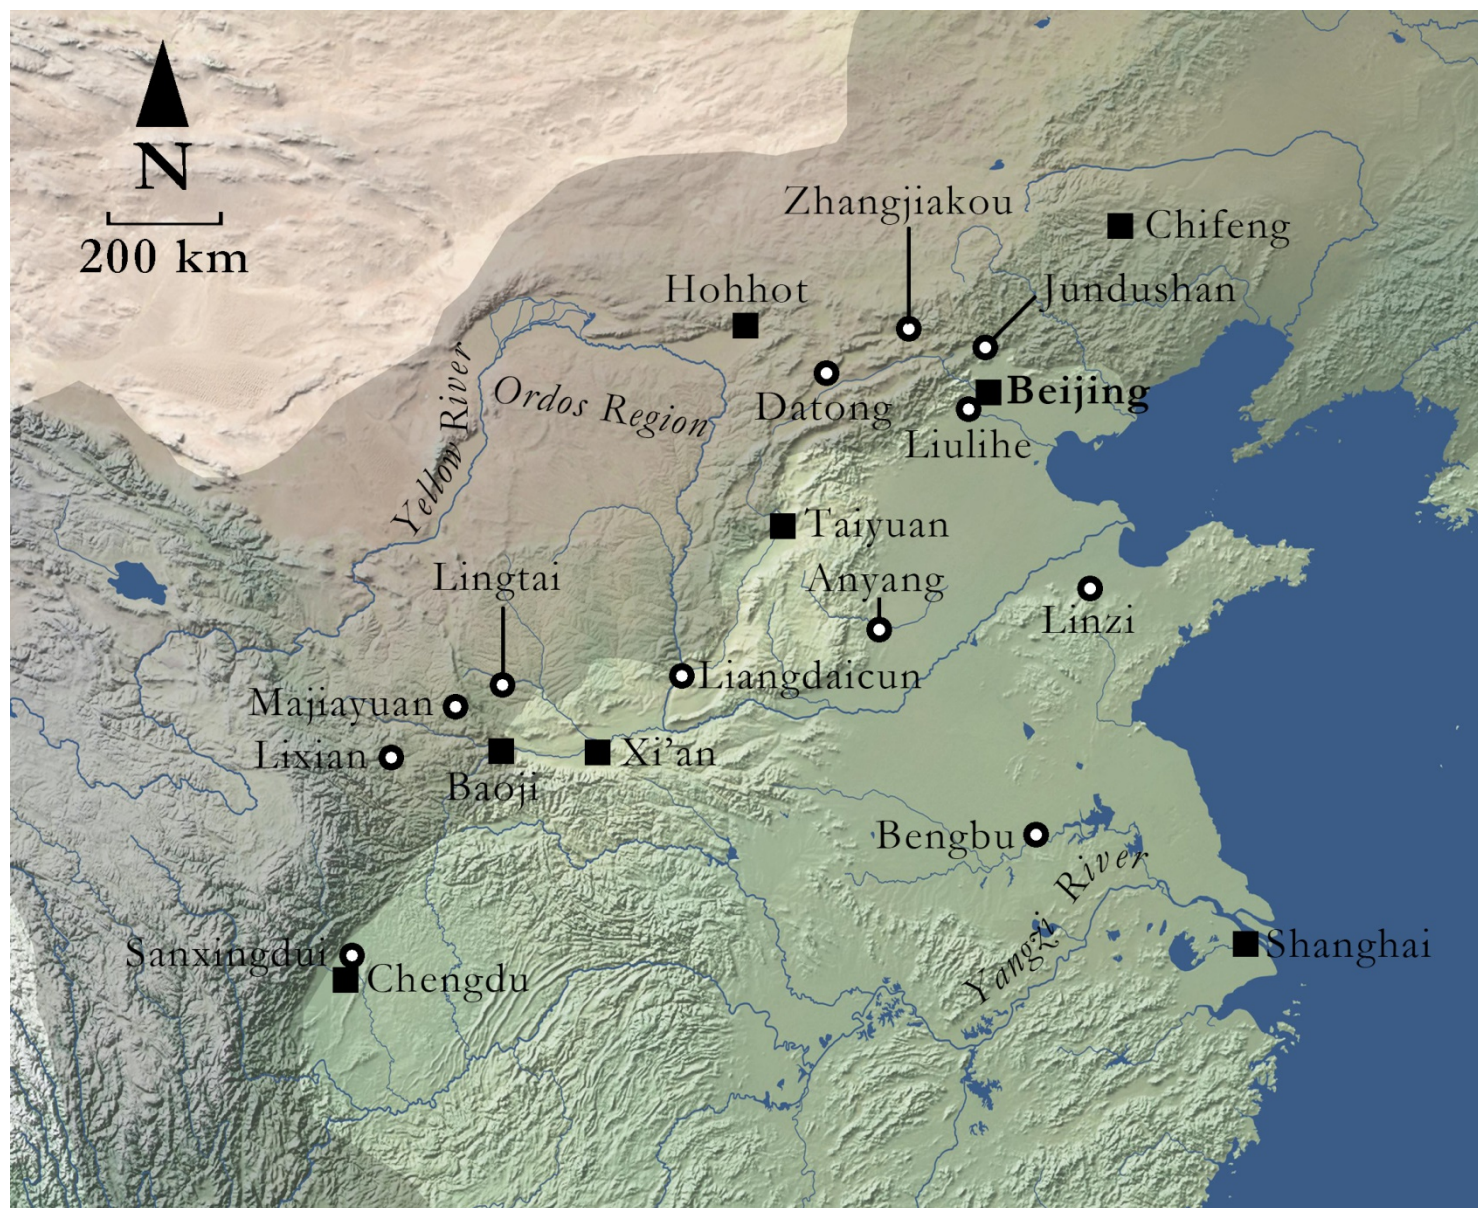 N
200 km
Zhangjiakou
Chifeng
Hohhot
Jundushan
Yellow River
Ordos Region
Datong
Beijing
Liulihe
Taiyuan
Lingtai
Anyang
Linzi
Liangdaicun
Majiayuan
Lixian
Xi’an
Baoji
Bengbu
Yangzi River
Sanxingdui
Shanghai
Chengdu